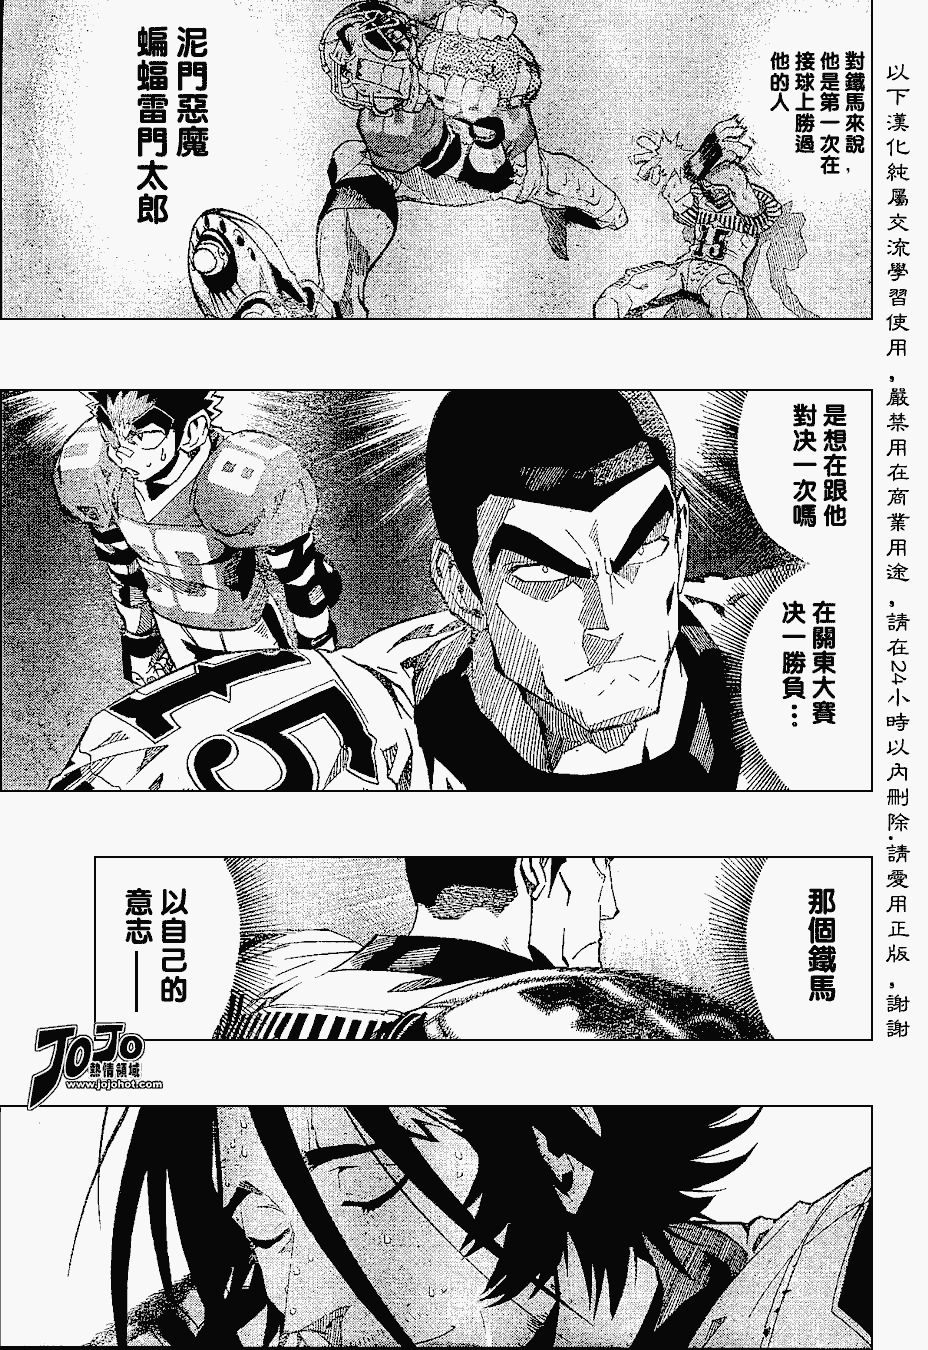 對鐵馬來說，
他是第一次在
接球上勝過
他的人
泥門惡魔
蝙蝠雷門太郎
15
是想在跟他
對決一次嗎
在關東大賽
決一勝負…
80
15
那個鐵馬
以自己的
意志——
JOJO
熱情領域
www.jojohot.com
以下漢化純屬交流學習使用，嚴禁用在商業用途，請在24小時以內刪除.請愛用正版，謝謝